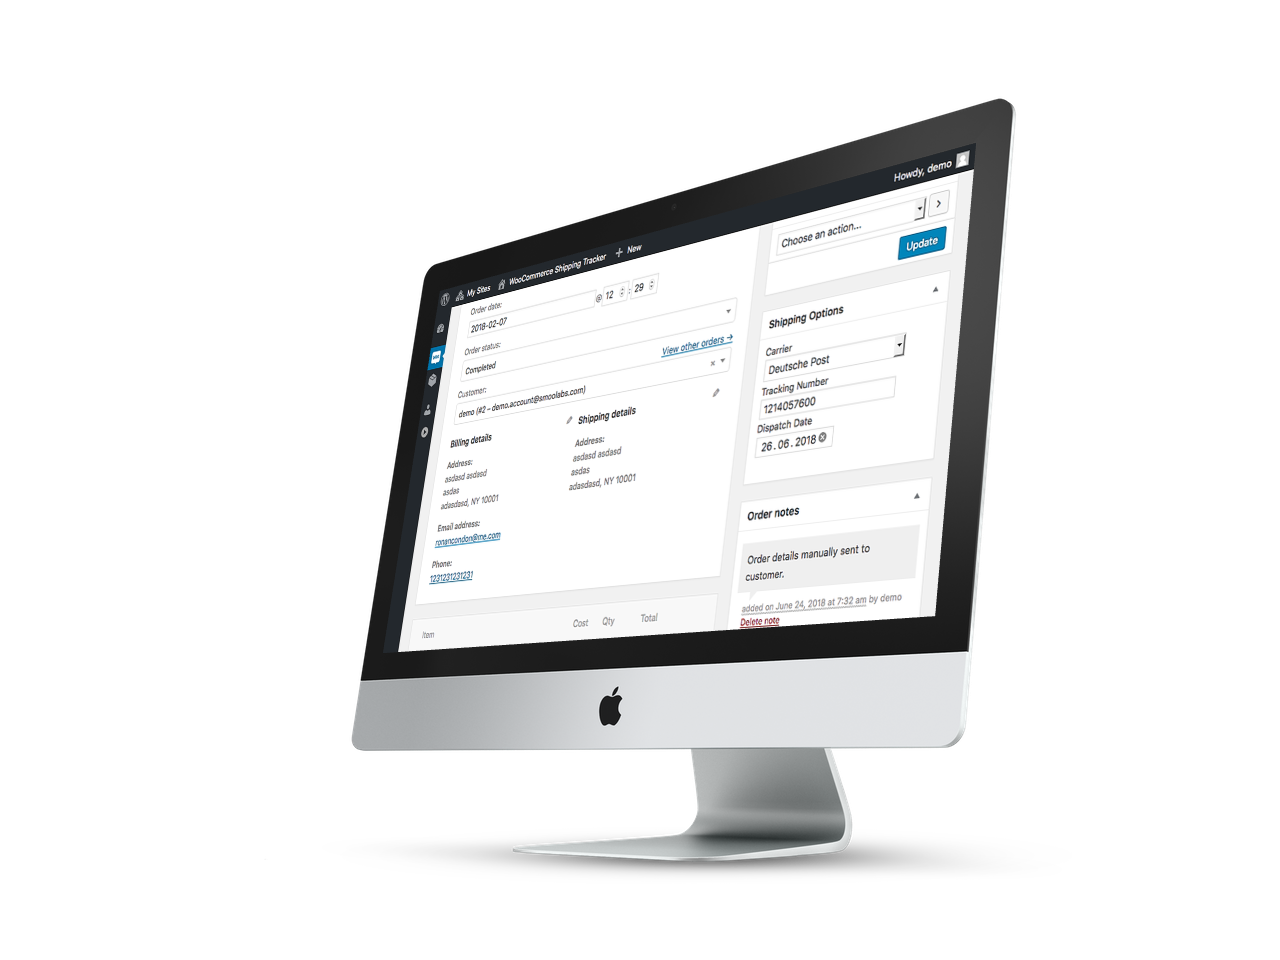 My Sites
WooCommerce Shipping Tracker
New
Howdy, demo
Order date:
2018-02-07
@
12
:
29
Order status:
Completed
Customer:
View other orders →
demo (#2 – demo.account@smoolabs.com)
×
Billing details
Address:
asdasd asdasd
asdas
adasdasd, NY 10001
Email address:
ronancondon@me.com
Phone:
1231231231231
Shipping details
Address:
asdasd asdasd
asdas
adasdasd, NY 10001
Item
Cost
Qty
Total
Choose an action...
Update
Shipping Options
Carrier
Deutsche Post
Tracking Number
1214057600
Dispatch Date
26.06.2018
Order notes
Order details manually sent to
customer.
added on June 24, 2018 at 7:32 am by demo
Delete note